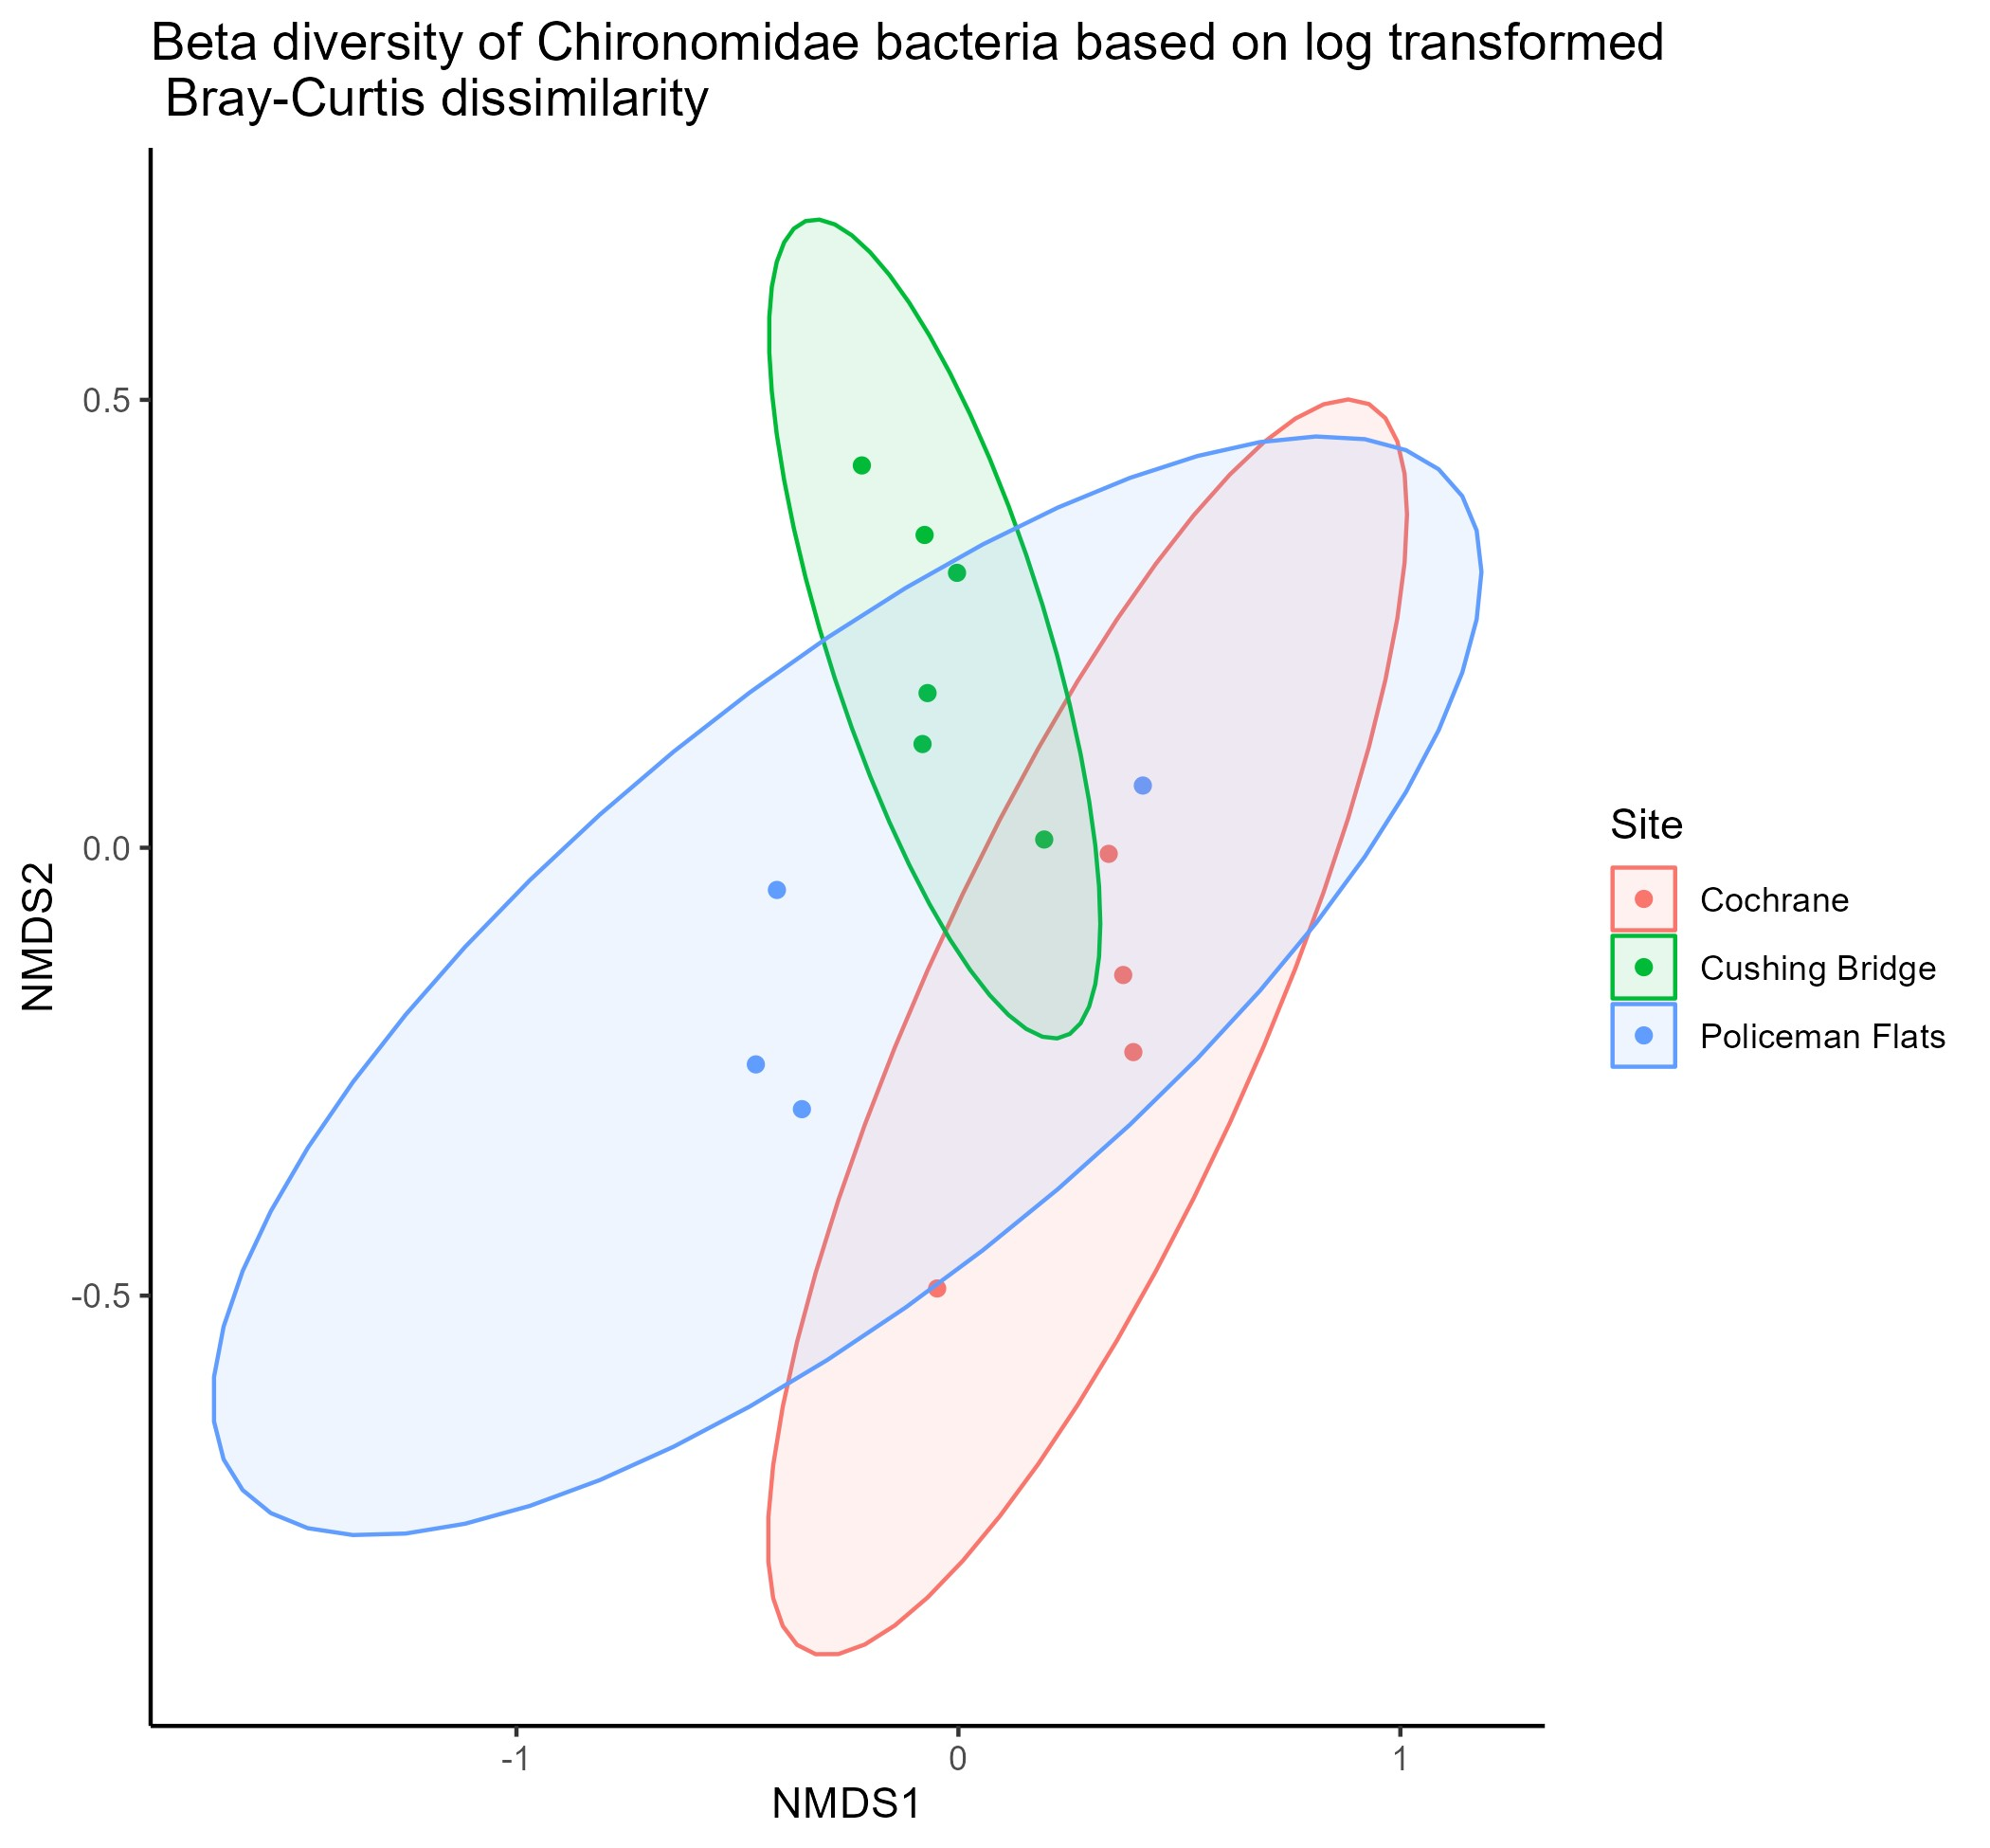 Beta diversity of Chironomidae bacteria based on log transformed
Bray-Curtis dissimilarity
0.5
0.0
-0.5
NMDS2
-1 0 1
NMDS1
Site
Cochrane
Cushing Bridge
Policeman Flats